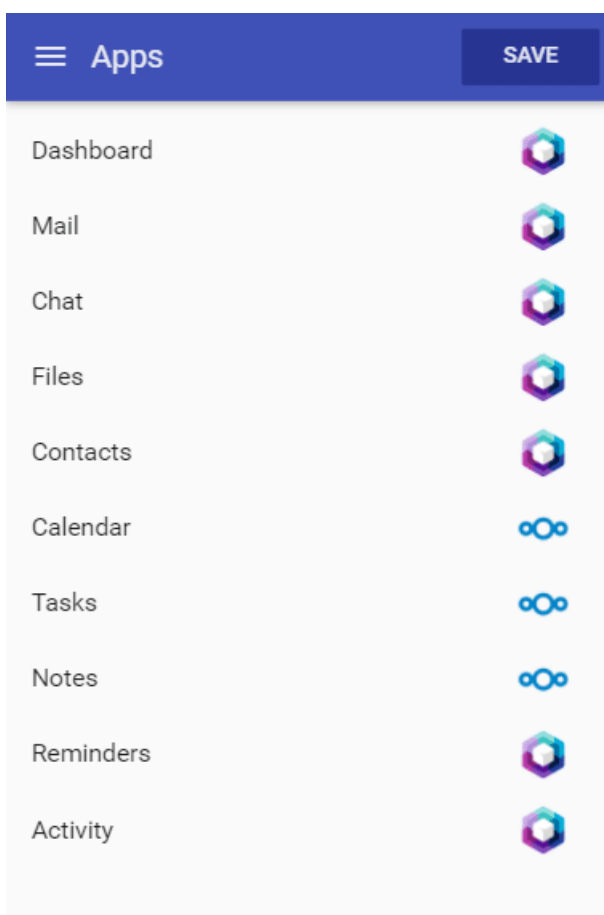 Apps
SAVE
Dashboard
Mail
Chat
Files
Contacts
Calendar
Tasks
Notes
Reminders
Activity